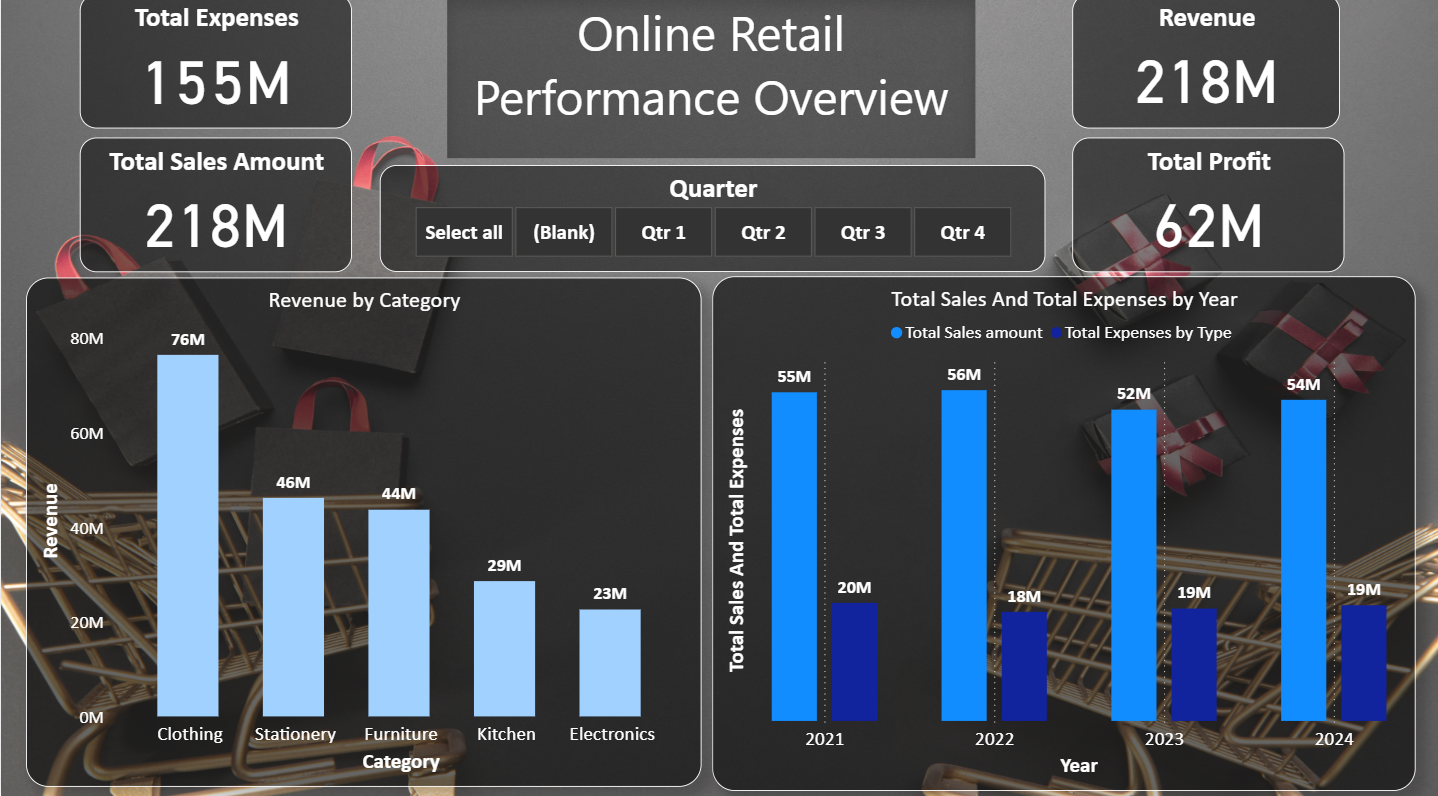 Total Expenses
155M
Online Retail
Performance Overview
Revenue
218M
Total Sales Amount
218M
Quarter
Select all (Blank) Qtr 1 Qtr 2 Qtr 3 Qtr 4
Total Profit
62M
Revenue by Category
Revenue
80M
60M
40M
20M
0M
76M
46M
44M
29M
23M
Clothing Stationery Furniture Kitchen Electronics
Category
Total Sales And Total Expenses by Year
Total Sales amount Total Expenses by Type
Total Sales And Total Expenses
55M
20M
56M
18M
52M
19M
54M
19M
2021 2022 2023 2024
Year